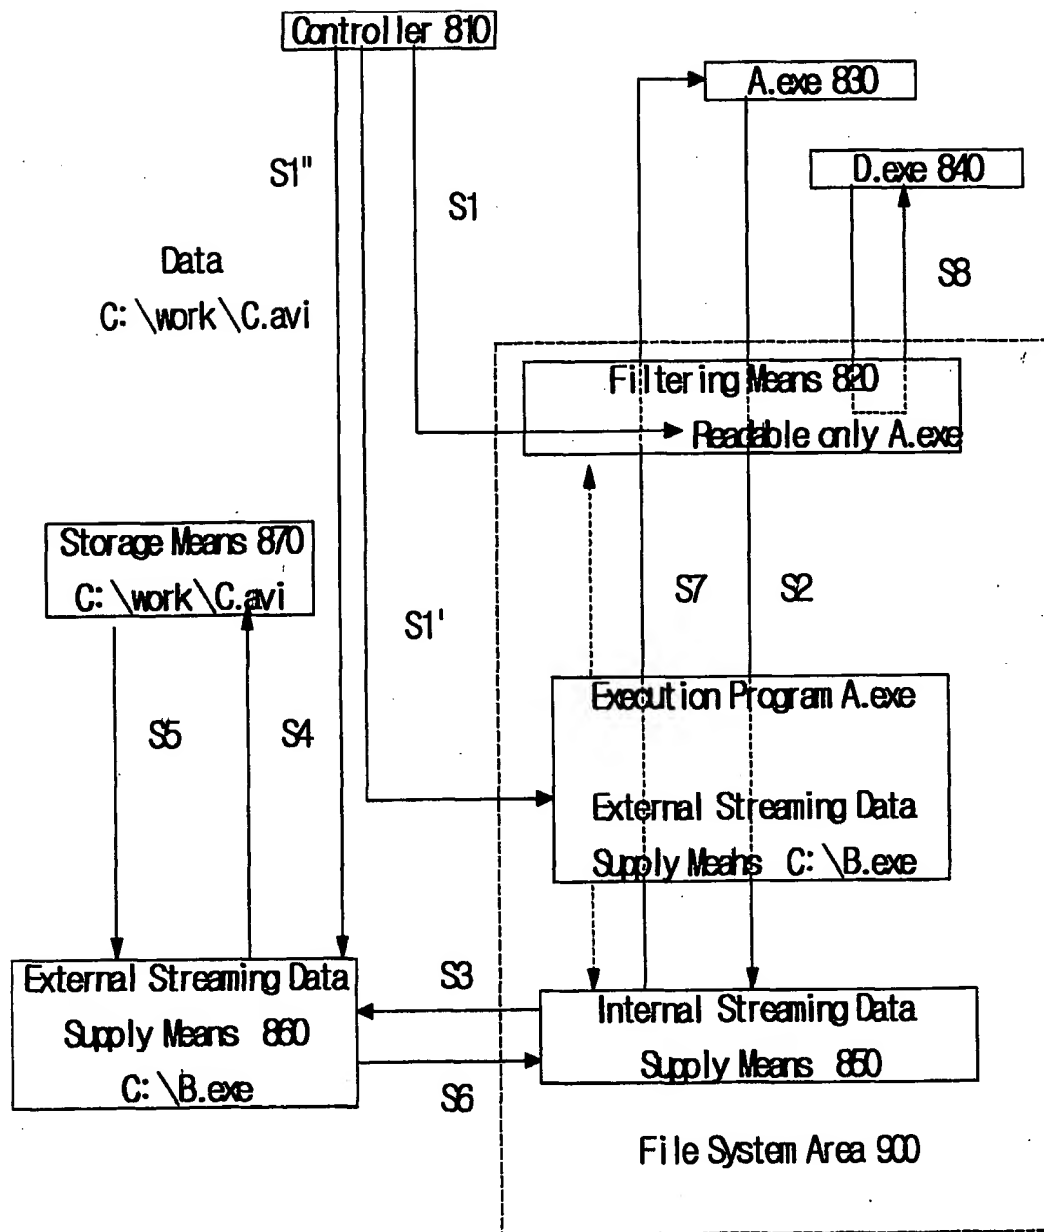 Controller 810
A.exe 830
D.exe 840
S1"
S1
S8
Data
C: \work\C.avi
Filtering Means 820
Readable only A.exe
Storage Means 870
C: \work\C.avi
S7
S2
S1'
Execution Program A.exe
S5
S4
External Streaming Data
Supply Meahs C: \B.exe
External Streaming Data
Supply Means 860
C: \B.exe
S3
Internal Streaming Data
Supply Means 850
S6
File System Area 900